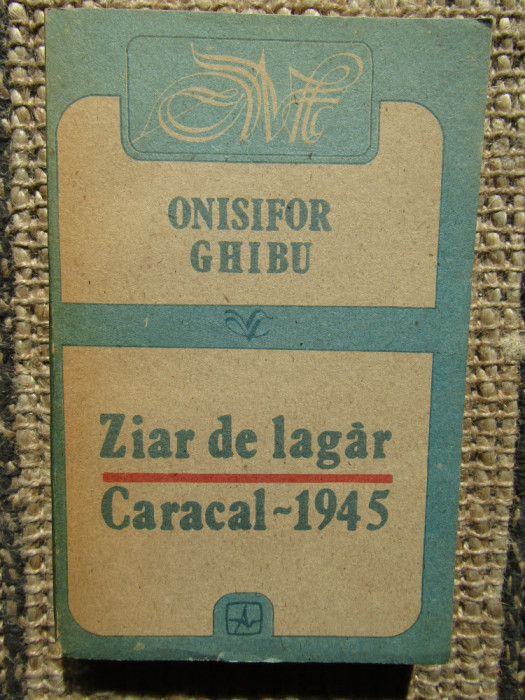 ONISIFOR
GHIBU
Ziar de lagăr
Caracal~1945